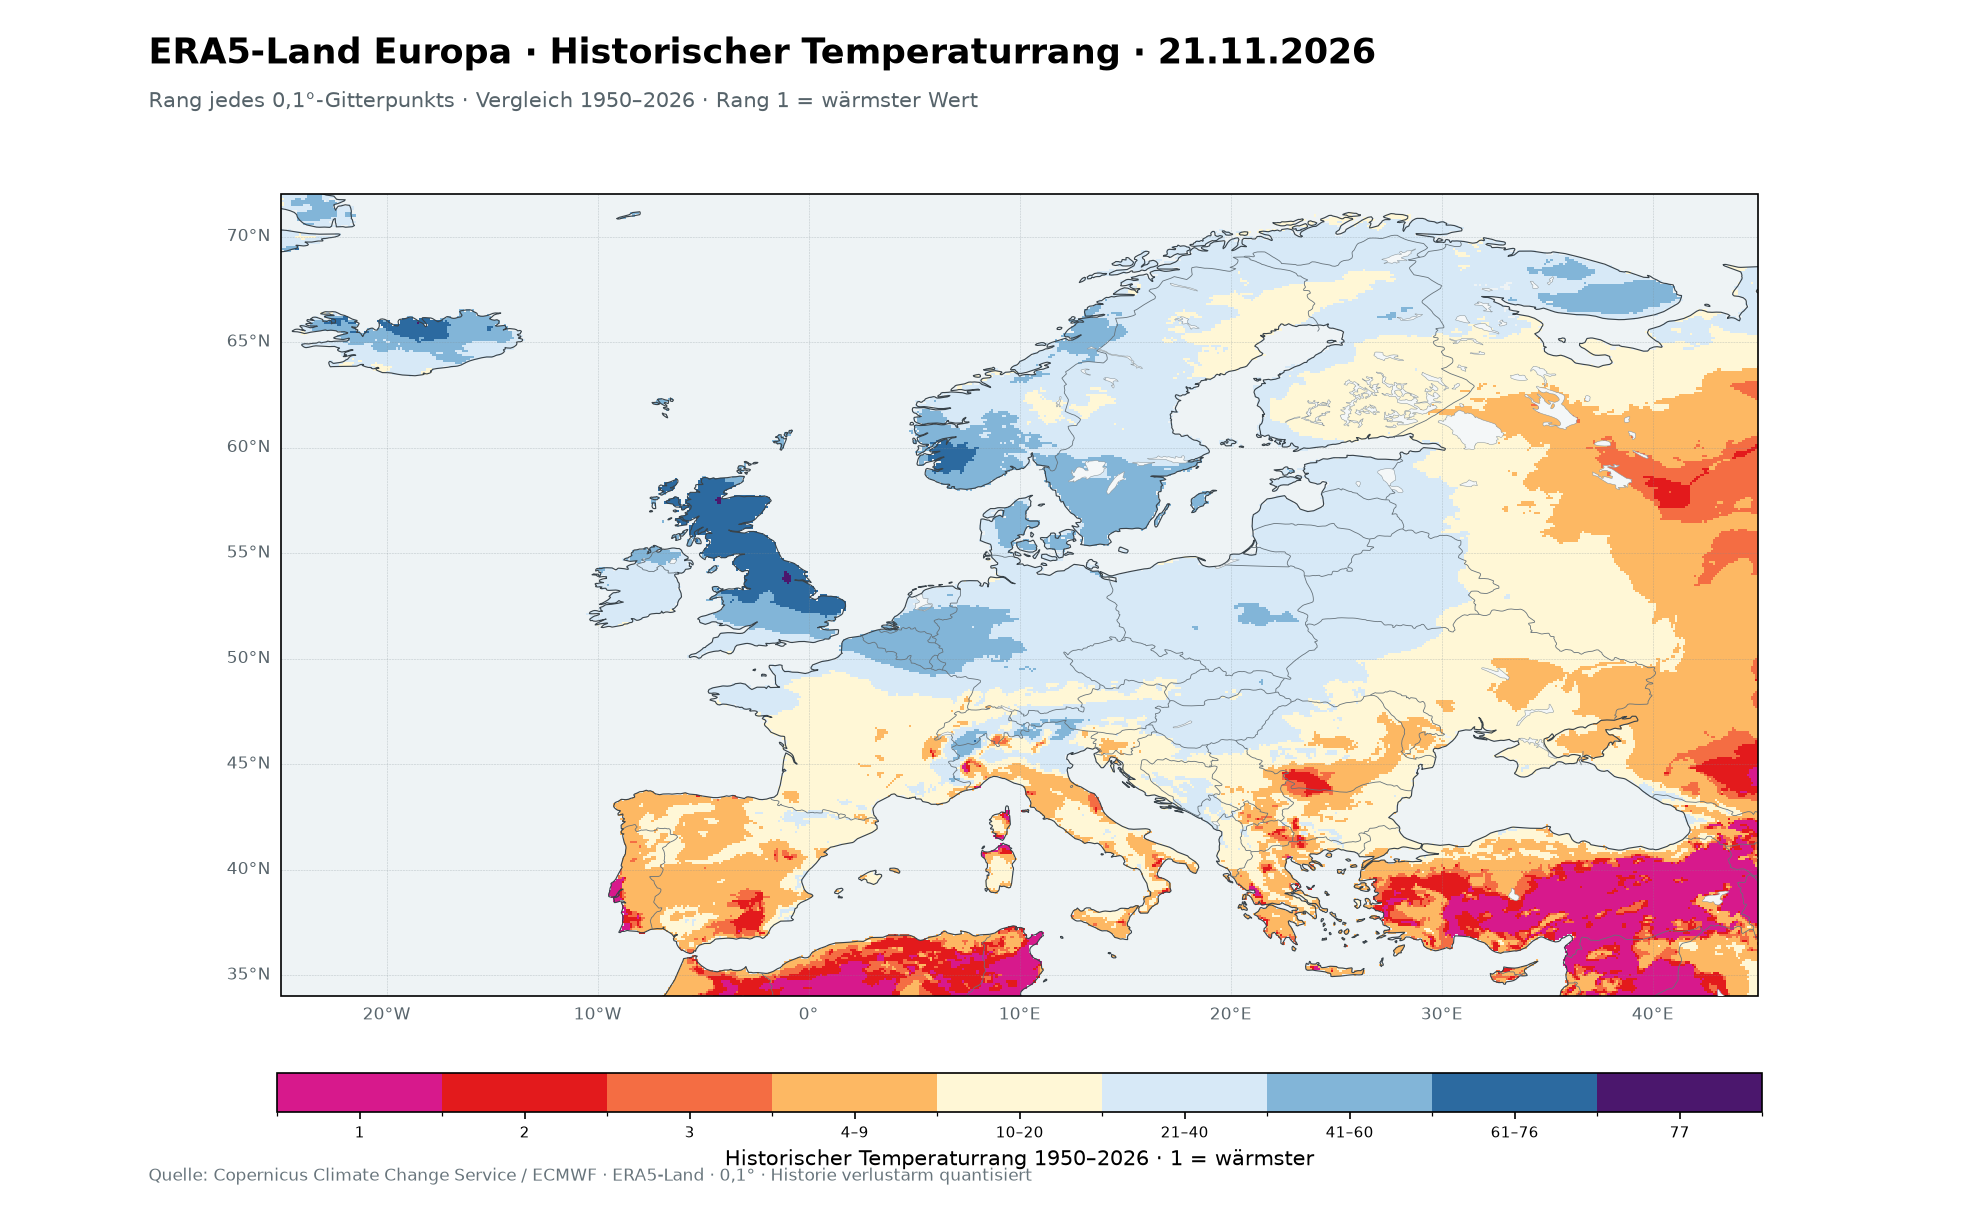 ERA5-Land Europa · Historischer Temperaturrang · 21.11.2026
Rang jedes 0,1°-Gitterpunkts · Vergleich 1950–2026 · Rang 1 = wärmster Wert
70°N
65°N
60°N
55°N
50°N
45°N
40°N
35°N
20°W 10°W 0° 10°E 20°E 30°E 40°E
1 2 3 4–9 10–20 21–40 41–60 61–76 77
Historischer Temperaturrang 1950–2026 · 1 = wärmster
Quelle: Copernicus Climate Change Service / ECMWF · ERA5-Land · 0,1° · Historie verlustarm quantisiert